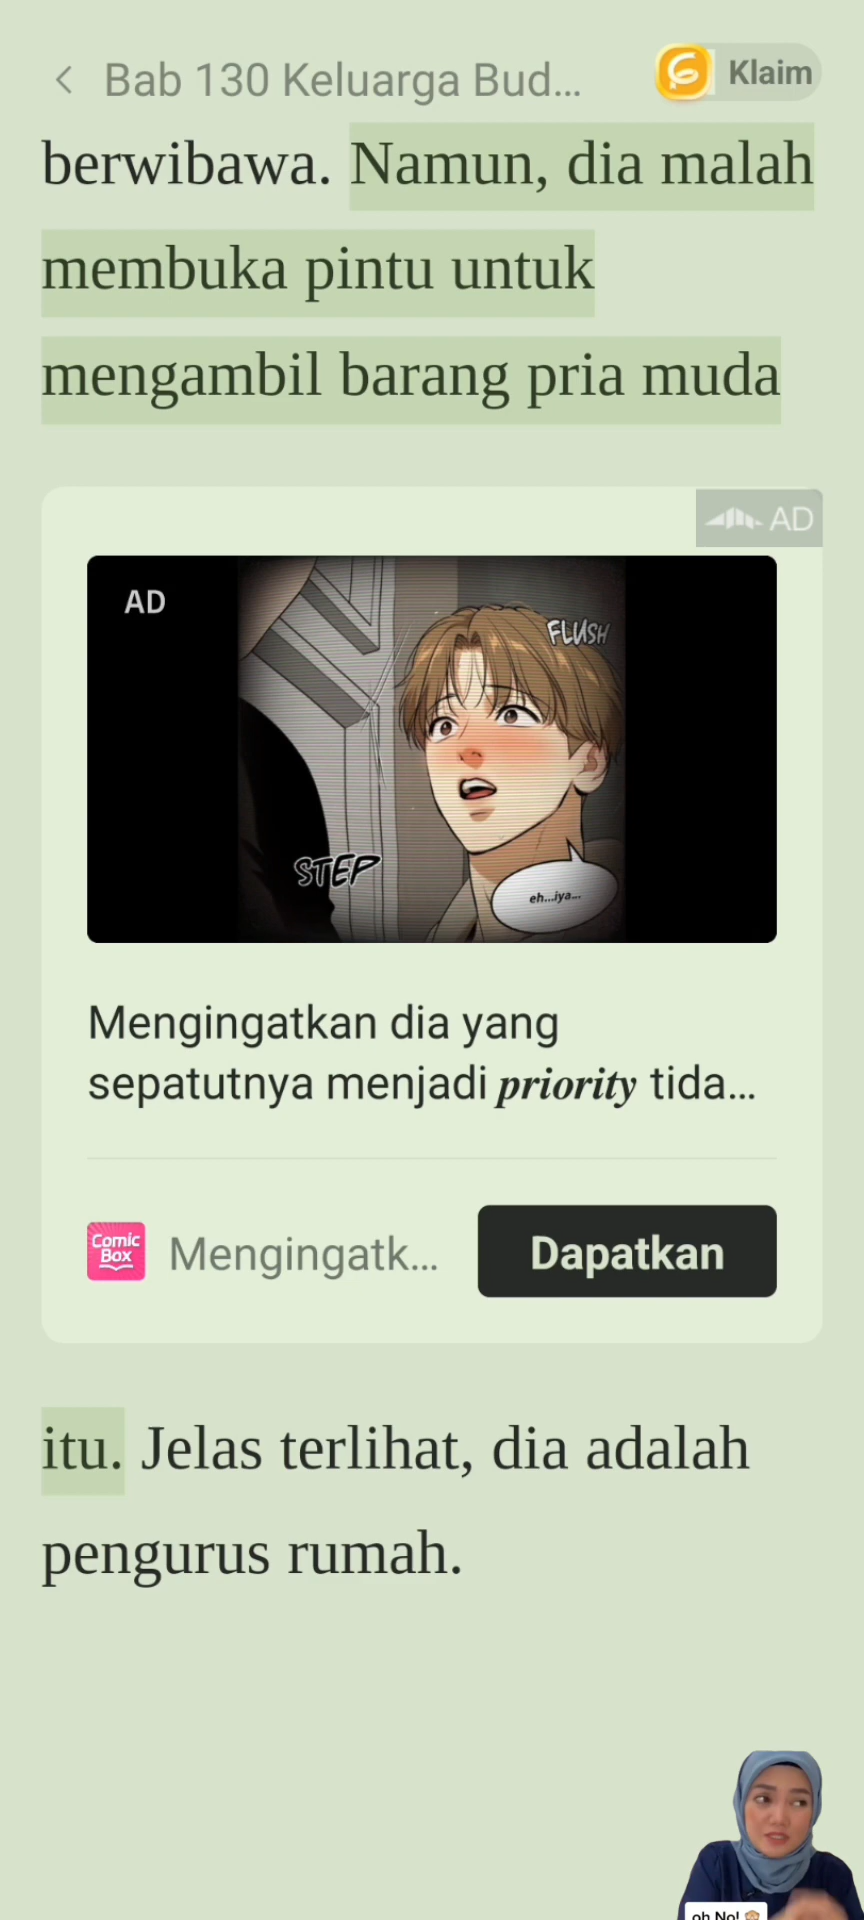 Bab 130 Keluarga Bud...
Klaim
berwibawa. Namun, dia malah
membuka pintu untuk
mengambil barang pria muda
AD
AD
FLUSH
STEP
eh...iya...
Mengingatkan dia yang
sepatutnya menjadi priority tida...
Comic
Box
Mengingatk...
Dapatkan
itu. Jelas terlihat, dia adalah
pengurus rumah.
oh No! 🙈